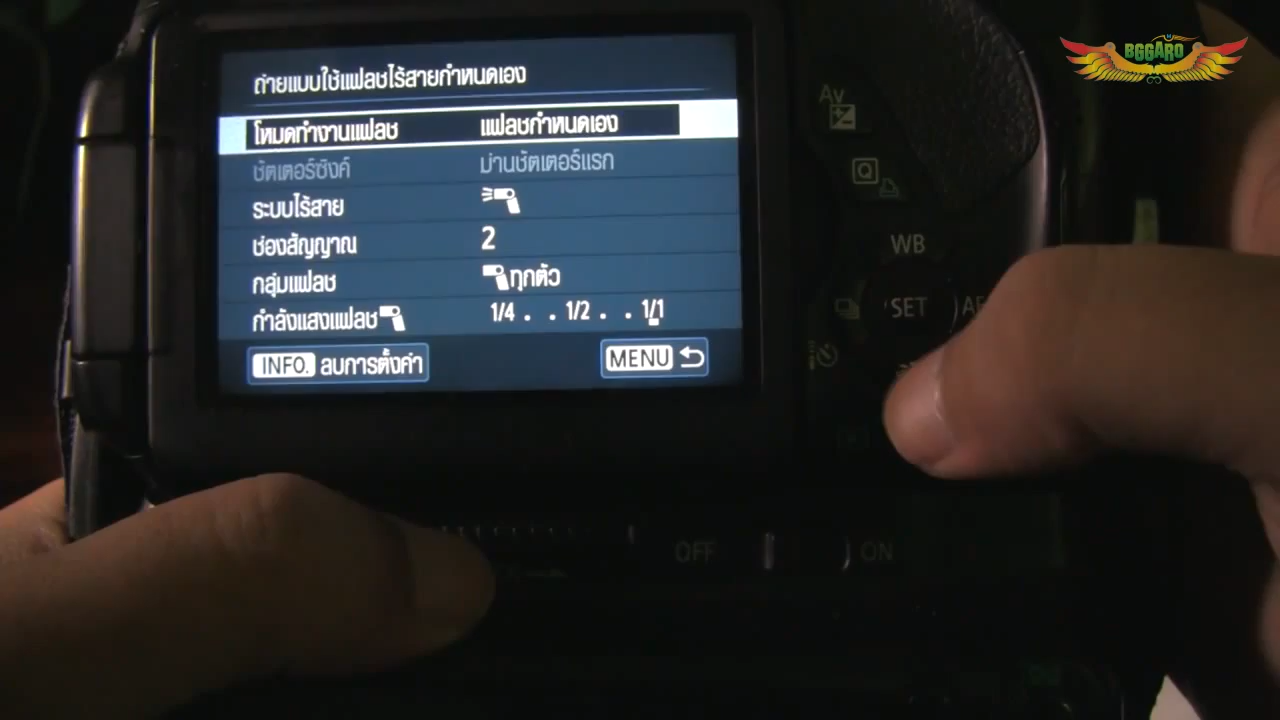 BGGARO
ถ่ายแบบใช้แฟลชไร้สายกำหนดเอง
โหมดทำงานแฟลช แฟลชกำหนดเอง
ชัตเตอร์ซิงค์ ม่านชัตเตอร์แรก
ระบบไร้สาย
ช่องสัญญาณ 2
กลุ่มแฟลช ทุกตัว
กำลังแสงแฟลช 1/4 . . 1/2 . . 1/1
INFO. ลบการตั้งค่า MENU
Av
Q
WB
SET AF
OFF ON